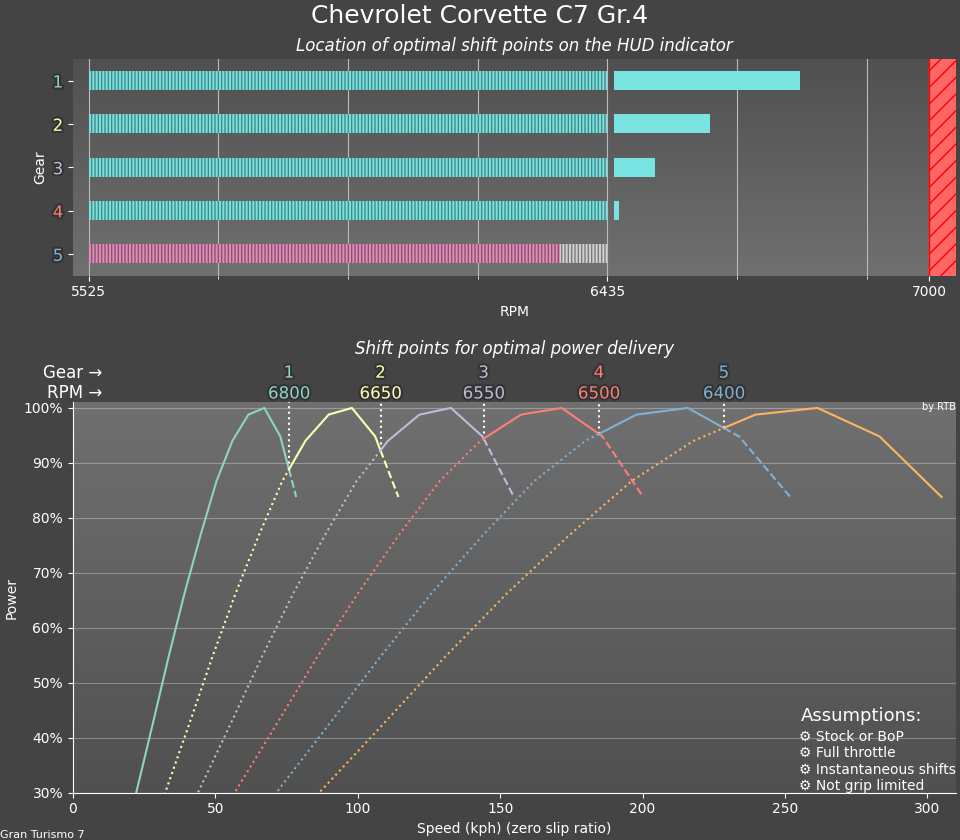 Chevrolet Corvette C7 Gr.4
Location of optimal shift points on the HUD indicator
Gear
1
2
3
4
5
5525 6435 7000
RPM
Shift points for optimal power delivery
Gear → 1 2 3 4 5
RPM → 6800 6650 6550 6500 6400
by RTB
Power
100%
90%
80%
70%
60%
50%
40%
30%
Assumptions:
⚙ Stock or BoP
⚙ Full throttle
⚙ Instantaneous shifts
⚙ Not grip limited
0 50 100 150 200 250 300
Speed (kph) (zero slip ratio)
Gran Turismo 7